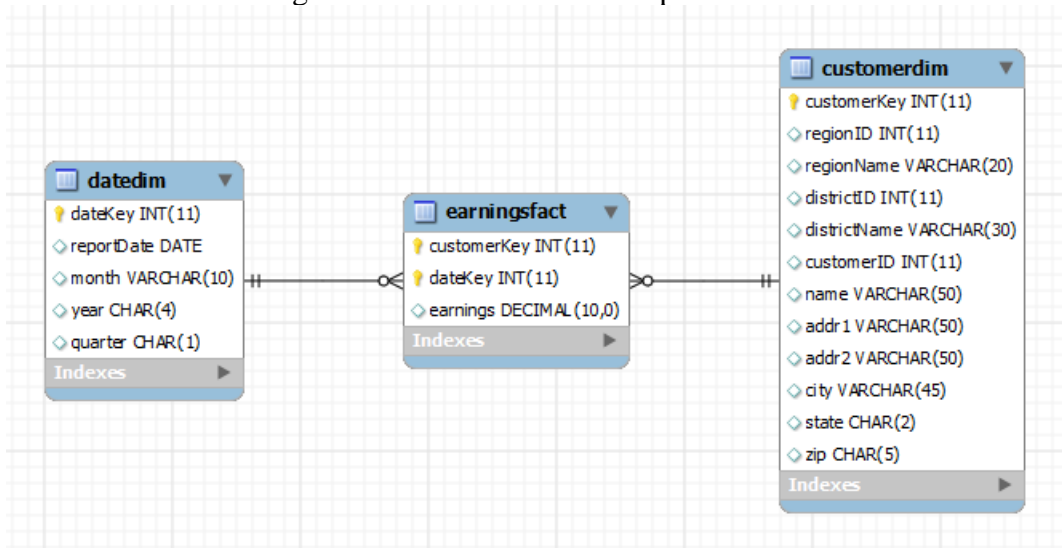 datedim
dateKey INT(11)
reportDate DATE
month VARCHAR(10)
year CHAR(4)
quarter CHAR(1)
Indexes
earningsfact
customerKey INT(11)
dateKey INT(11)
earnings DECIMAL(10,0)
Indexes
customerdim
customerKey INT(11)
regionID INT(11)
regionName VARCHAR(20)
districtID INT(11)
districtName VARCHAR(30)
customerID INT(11)
name VARCHAR(50)
addr1 VARCHAR(50)
addr2 VARCHAR(50)
city VARCHAR(45)
state CHAR(2)
zip CHAR(5)
Indexes